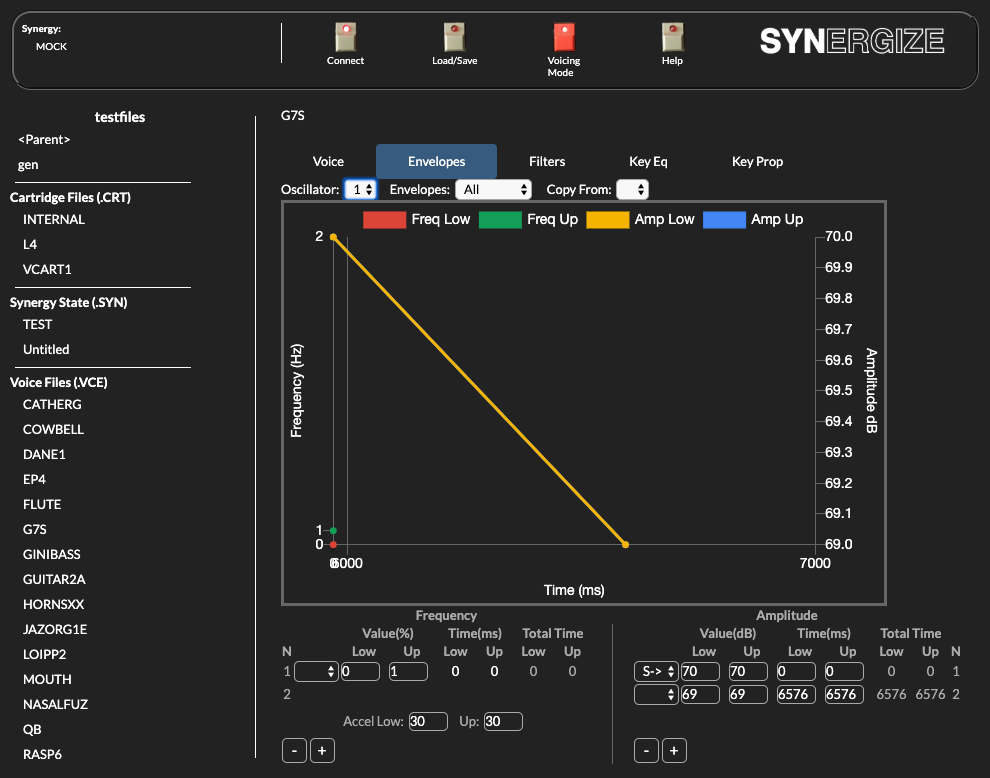 Synergy:
MOCK
Connect
Load/Save
Voicing
Mode
Help
SYNERGIZE
testfiles
<Parent>
gen
Cartridge Files (.CRT)
INTERNAL
L4
VCART1
Synergy State (.SYN)
TEST
Untitled
Voice Files (.VCE)
CATHERG
COWBELL
DANE1
EP4
FLUTE
G7S
GINIBASS
GUITAR2A
HORNSXX
JAZORG1E
LOIPP2
MOUTH
NASALFUZ
QB
RASP6
G7S
Voice Envelopes Filters Key Eq Key Prop
Oscillator: 1 Envelopes: All Copy From:
Freq Low Freq Up Amp Low Amp Up
2
1
0
Frequency (Hz)
70.0
69.9
69.8
69.7
69.6
69.5
69.4
69.3
69.2
69.1
69.0
Amplitude dB
6000 7000
Time (ms)
Frequency
Value(%) Time(ms) Total Time
N Low Up Low Up Low Up
1 0 1 0 0 0 0
2
Accel Low: 30 Up: 30
- +
Amplitude
Value(dB) Time(ms) Total Time
Low Up Low Up Low Up N
S-> 70 70 0 0 0 0 1
69 69 6576 6576 6576 6576 2
- +